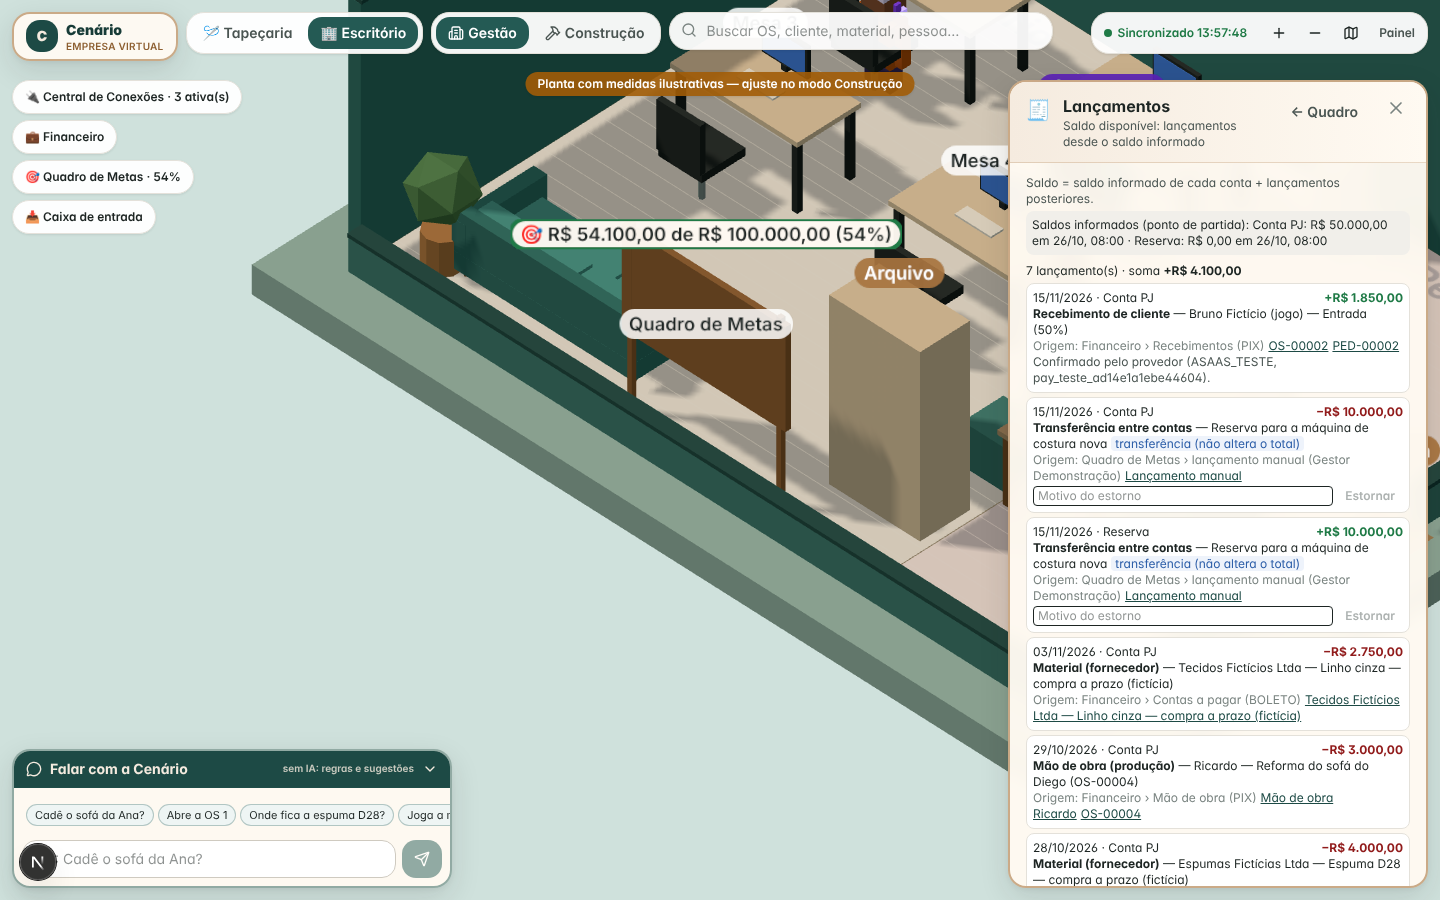 C
Cenário
EMPRESA VIRTUAL
🪡 Tapeçaria
🏢 Escritório
Gestão
Construção
Buscar OS, cliente, material, pessoa...
Sincronizado 13:57:48
+
−
Painel
Planta com medidas ilustrativas — ajuste no modo Construção
🔌 Central de Conexões · 3 ativa(s)
💼 Financeiro
🎯 Quadro de Metas · 54%
📥 Caixa de entrada
Mesa 4
🎯 R$ 54.100,00 de R$ 100.000,00 (54%)
Arquivo
Quadro de Metas
🧾 Lançamentos
Saldo disponível: lançamentos
desde o saldo informado
← Quadro
Saldo = saldo informado de cada conta + lançamentos
posteriores.
Saldos informados (ponto de partida): Conta PJ: R$ 50.000,00
em 26/10, 08:00 · Reserva: R$ 0,00 em 26/10, 08:00
7 lançamento(s) · soma +R$ 4.100,00
15/11/2026 · Conta PJ +R$ 1.850,00
Recebimento de cliente — Bruno Fictício (jogo) — Entrada
(50%)
Origem: Financeiro › Recebimentos (PIX) OS-00002 PED-00002
Confirmado pelo provedor (ASAAS_TESTE,
pay_teste_ad14e1a1ebe44604).
15/11/2026 · Conta PJ −R$ 10.000,00
Transferência entre contas — Reserva para a máquina de
costura nova transferência (não altera o total)
Origem: Quadro de Metas › lançamento manual (Gestor
Demonstração) Lançamento manual
Motivo do estorno Estornar
15/11/2026 · Reserva +R$ 10.000,00
Transferência entre contas — Reserva para a máquina de
costura nova transferência (não altera o total)
Origem: Quadro de Metas › lançamento manual (Gestor
Demonstração) Lançamento manual
Motivo do estorno Estornar
03/11/2026 · Conta PJ −R$ 2.750,00
Material (fornecedor) — Tecidos Fictícios Ltda — Linho cinza —
compra a prazo (fictícia)
Origem: Financeiro › Contas a pagar (BOLETO) Tecidos Fictícios
Ltda — Linho cinza — compra a prazo (fictícia)
29/10/2026 · Conta PJ −R$ 3.000,00
Mão de obra (produção) — Ricardo — Reforma do sofá do
Diego (OS-00004)
Origem: Financeiro › Mão de obra (PIX) Mão de obra
Ricardo OS-00004
28/10/2026 · Conta PJ −R$ 4.000,00
Material (fornecedor) — Espumas Fictícias Ltda — Espuma D28
— compra a prazo (fictícia)
Falar com a Cenário
sem IA: regras e sugestões
Cadê o sofá da Ana?
Abre a OS 1
Onde fica a espuma D28?
Joga a
N
Cadê o sofá da Ana?